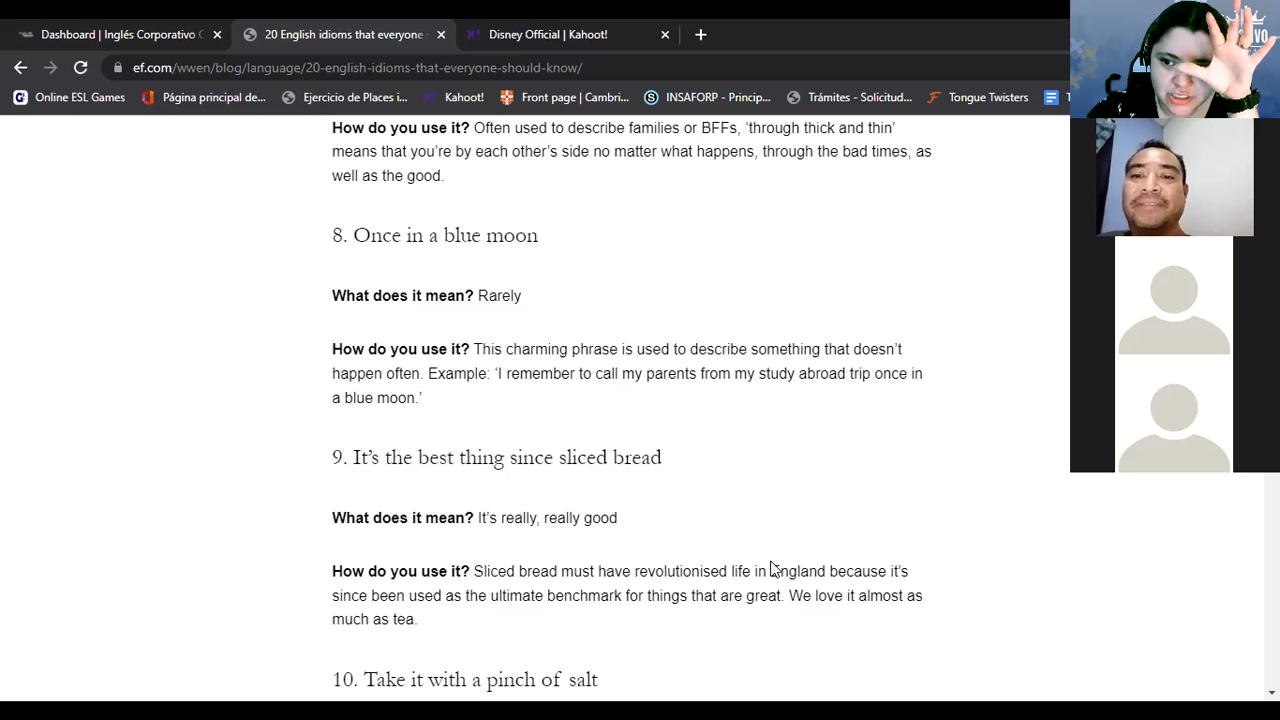 Dashboard | Inglés Corporativo
20 English idioms that everyone
Disney Official | Kahoot!
ef.com/wwen/blog/language/20-english-idioms-that-everyone-should-know/
Online ESL Games
Página principal de...
Ejercicio de Places i...
Kahoot!
Front page | Cambri...
INSAFORP - Princip...
Trámites - Solicitud...
Tongue Twisters
How do you use it? Often used to describe families or BFFs, ‘through thick and thin’
means that you’re by each other’s side no matter what happens, through the bad times, as
well as the good.
8. Once in a blue moon
What does it mean? Rarely
How do you use it? This charming phrase is used to describe something that doesn’t
happen often. Example: ‘I remember to call my parents from my study abroad trip once in
a blue moon.’
9. It’s the best thing since sliced bread
What does it mean? It’s really, really good
How do you use it? Sliced bread must have revolutionised life in England because it’s
since been used as the ultimate benchmark for things that are great. We love it almost as
much as tea.
10. Take it with a pinch of salt